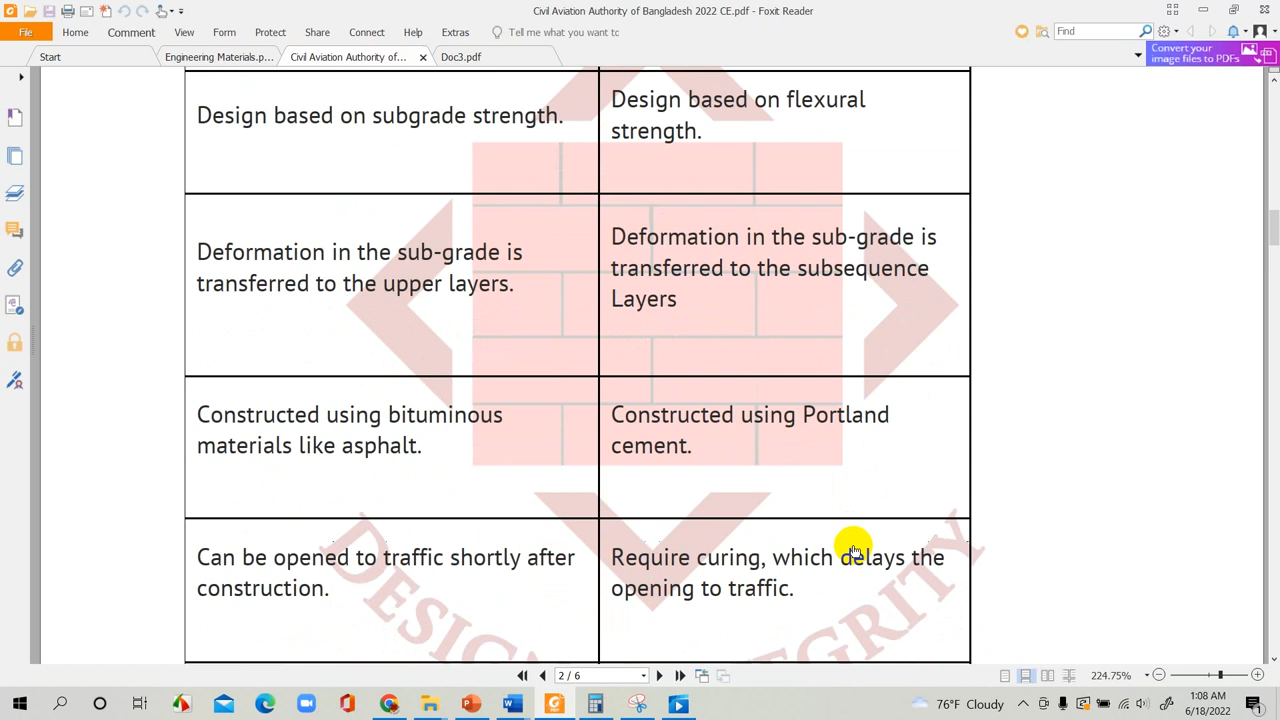 Civil Aviation Authority of Bangladesh 2022 CE.pdf - Foxit Reader
File Home Comment View Form Protect Share Connect Help Extras Tell me what you want to Find
Start Engineering Materials.p... Civil Aviation Authority of... Doc3.pdf
Convert your
image files to PDFs
Design based on subgrade strength.
Design based on flexural
strength.
Deformation in the sub-grade is
transferred to the upper layers.
Deformation in the sub-grade is
transferred to the subsequence
Layers
Constructed using bituminous
materials like asphalt.
Constructed using Portland
cement.
Can be opened to traffic shortly after
construction.
Require curing, which delays the
opening to traffic.
2 / 6
224.75%
76°F Cloudy
1:08 AM
6/18/2022